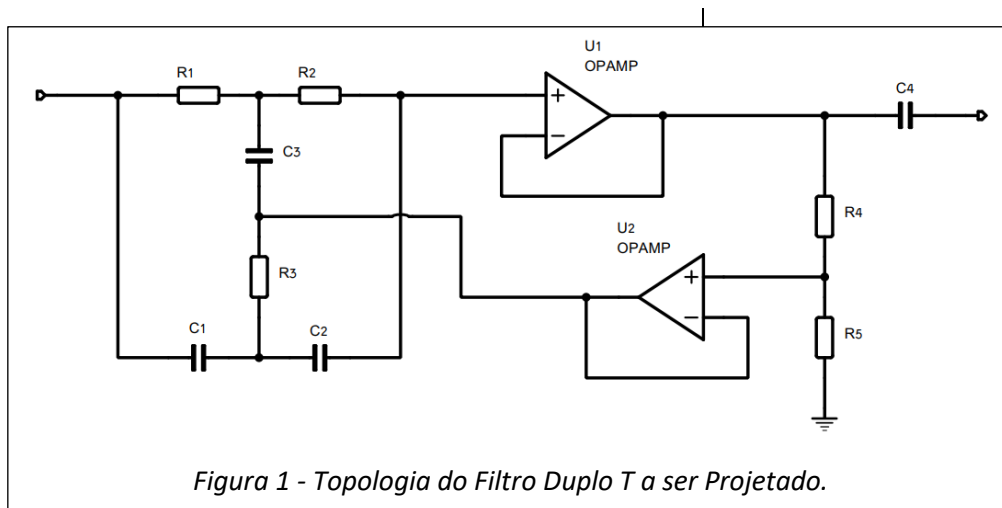 U1
OPAMP
R1
R2
C4
C3
R4
U2
OPAMP
R3
R5
C1
C2
Figura 1 - Topologia do Filtro Duplo T a ser Projetado.